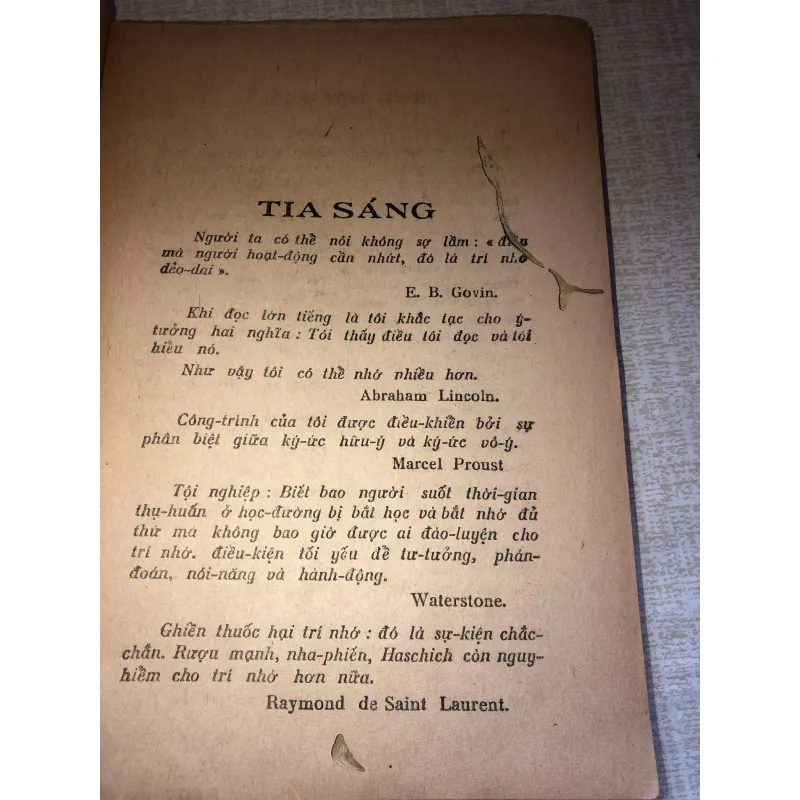 TIA SÁNG
Người ta có thể nói không sợ lầm : « điều
mà người hoạt-động cần nhứt, đó là trí nhớ
dẻo-dai ».
E. B. Govin.
Khi đọc lớn tiếng là tôi khắc tạc cho ý-
tưởng hai nghĩa : Tôi thấy điều tôi đọc và tôi
hiểu nó.
Như vậy tôi có thể nhớ nhiều hơn.
Abraham Lincoln.
Công-trình của tôi được điều-khiển bởi sự
phân biệt giữa ký-ức hữu-ý và ký-ức vô-ý.
Marcel Proust
Tội nghiệp : Biết bao người suốt thời-gian
thụ-huấn ở học-đường bị bắt học và bắt nhớ đủ
thứ mà không bao giờ được ai đào-luyện cho
trí nhớ. điều-kiện tối yếu để tư-tưởng, phán-
đoán, nói-năng và hành-động.
Waterstone.
Ghiền thuốc hại trí nhớ : đó là sự-kiện chắc-
chắn. Rượu mạnh, nha-phiến, Haschich còn nguy-
hiểm cho trí nhớ hơn nữa.
Raymond de Saint Laurent.